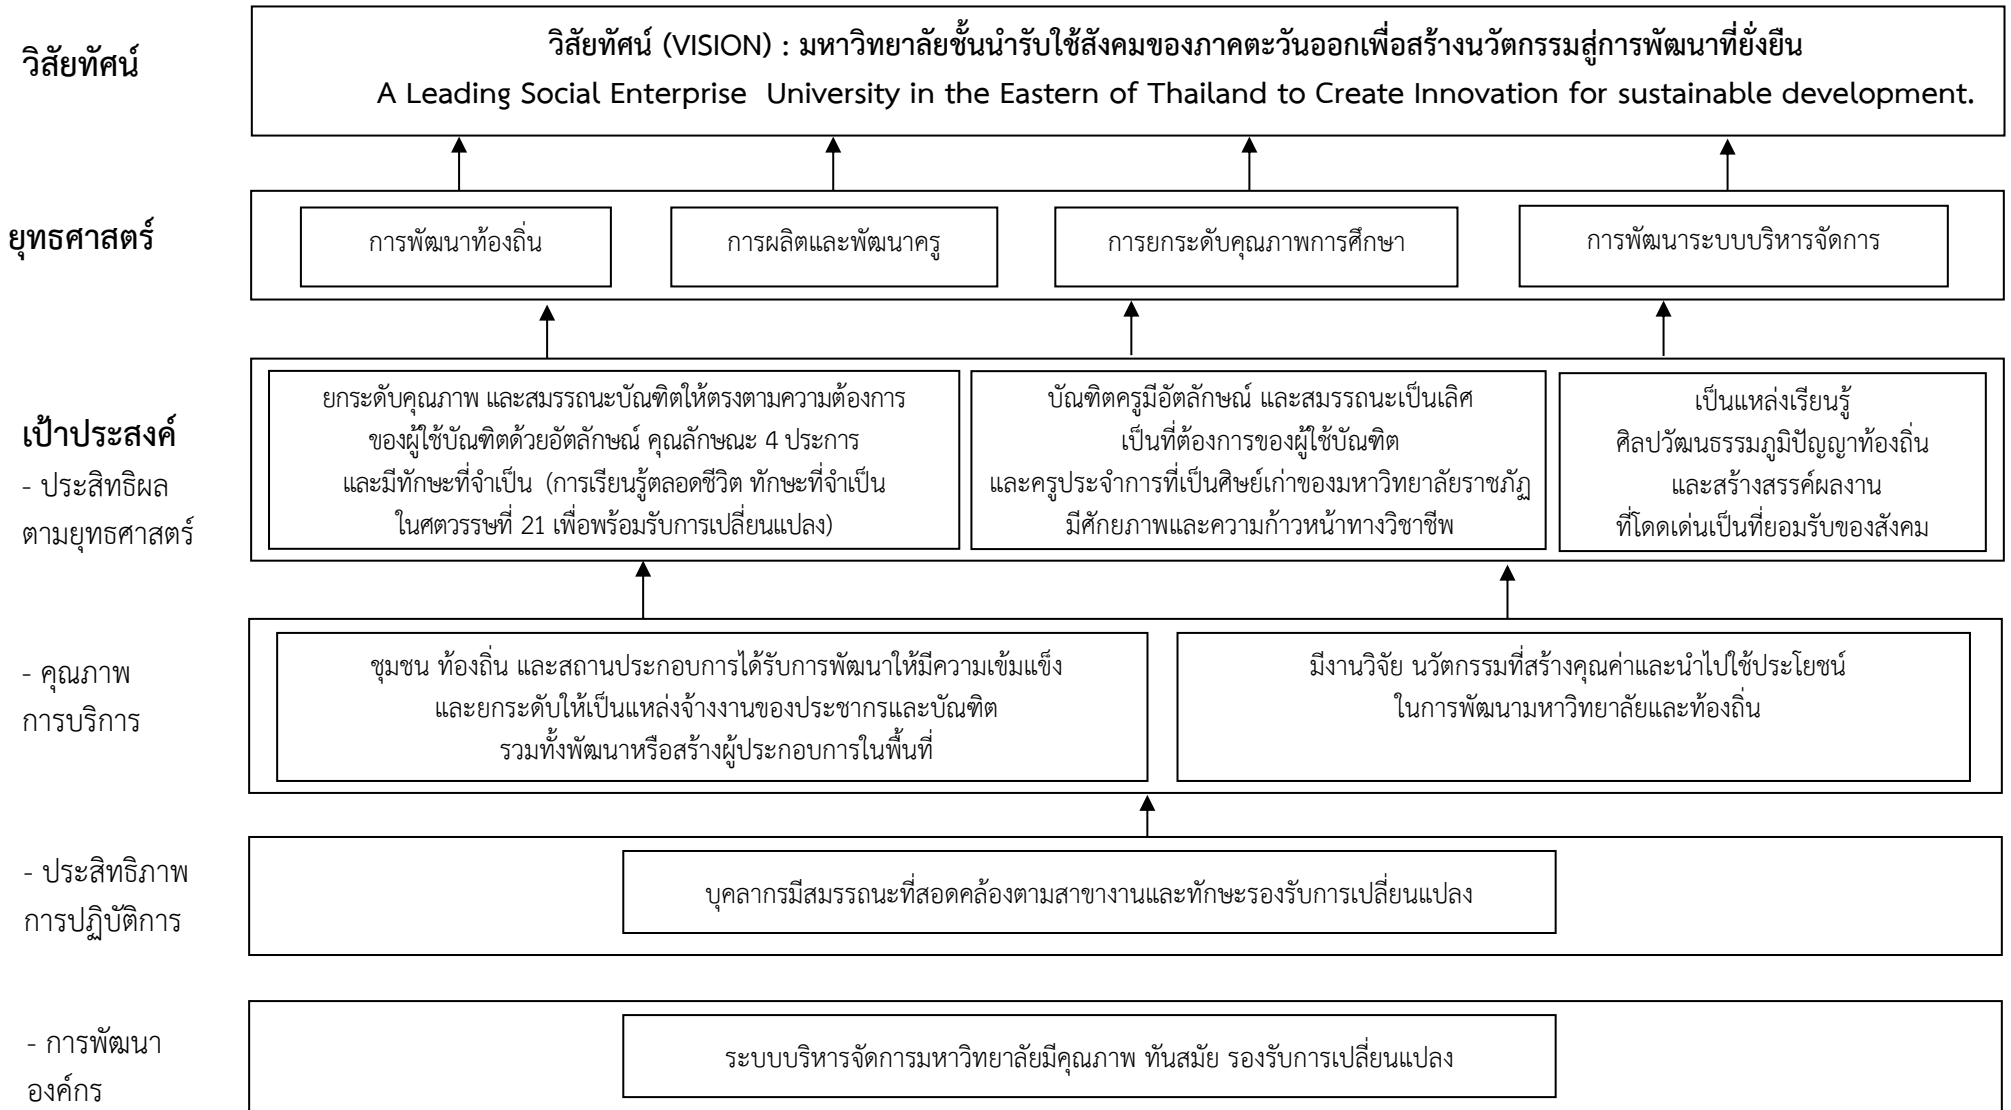 วิสัยทัศน์
วิสัยทัศน์ (VISION) : มหาวิทยาลัยชั้นนำรับใช้สังคมของภาคตะวันออกเพื่อสร้างนวัตกรรมสู่การพัฒนาที่ยั่งยืน
A Leading Social Enterprise University in the Eastern of Thailand to Create Innovation for sustainable development.
ยุทธศาสตร์
การพัฒนาท้องถิ่น
การผลิตและพัฒนาครู
การยกระดับคุณภาพการศึกษา
การพัฒนาระบบบริหารจัดการ
เป้าประสงค์
- ประสิทธิผล
ตามยุทธศาสตร์
ยกระดับคุณภาพ และสมรรถนะบัณฑิตให้ตรงตามความต้องการ
ของผู้ใช้บัณฑิตด้วยอัตลักษณ์ คุณลักษณะ 4 ประการ
และมีทักษะที่จำเป็น (การเรียนรู้ตลอดชีวิต ทักษะที่จำเป็น
ในศตวรรษที่ 21 เพื่อพร้อมรับการเปลี่ยนแปลง)
บัณฑิตครูมีอัตลักษณ์ และสมรรถนะเป็นเลิศ
เป็นที่ต้องการของผู้ใช้บัณฑิต
และครูประจำการที่เป็นศิษย์เก่าของมหาวิทยาลัยราชภัฏ
มีศักยภาพและความก้าวหน้าทางวิชาชีพ
เป็นแหล่งเรียนรู้
ศิลปวัฒนธรรมภูมิปัญญาท้องถิ่น
และสร้างสรรค์ผลงาน
ที่โดดเด่นเป็นที่ยอมรับของสังคม
- คุณภาพ
การบริการ
ชุมชน ท้องถิ่น และสถานประกอบการได้รับการพัฒนาให้มีความเข้มแข็ง
และยกระดับให้เป็นแหล่งจ้างงานของประชากรและบัณฑิต
รวมทั้งพัฒนาหรือสร้างผู้ประกอบการในพื้นที่
มีงานวิจัย นวัตกรรมที่สร้างคุณค่าและนำไปใช้ประโยชน์
ในการพัฒนามหาวิทยาลัยและท้องถิ่น
- ประสิทธิภาพ
การปฏิบัติการ
บุคลากรมีสมรรถนะที่สอดคล้องตามสาขางานและทักษะรองรับการเปลี่ยนแปลง
- การพัฒนา
องค์กร
ระบบบริหารจัดการมหาวิทยาลัยมีคุณภาพ ทันสมัย รองรับการเปลี่ยนแปลง